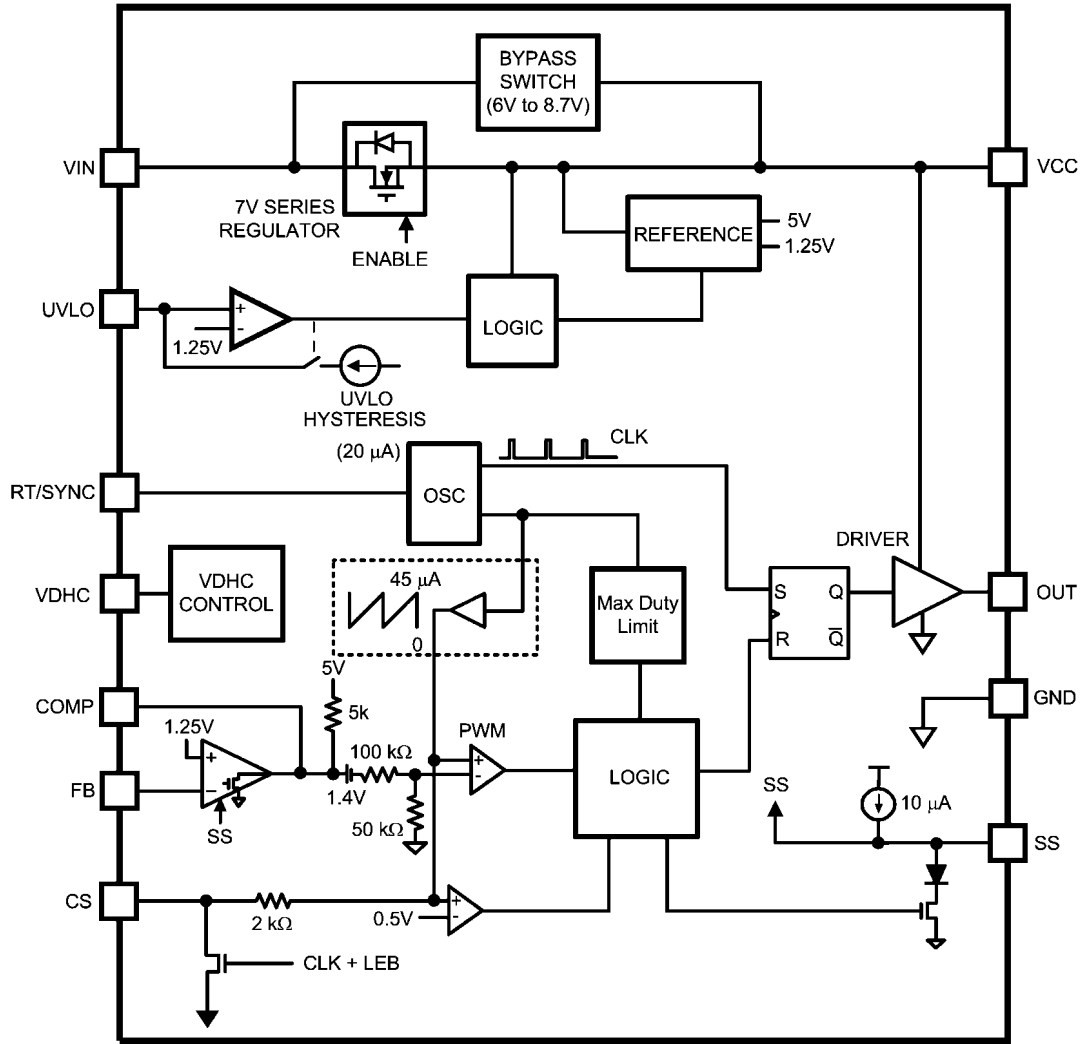 BYPASS
SWITCH
(6V to 8.7V)
VIN
VCC
7V SERIES
REGULATOR
ENABLE
REFERENCE
5V
1.25V
UVLO
+
-
1.25V
LOGIC
UVLO
HYSTERESIS
(20 μA)
CLK
RT/SYNC
OSC
DRIVER
VDHC
VDHC
CONTROL
45 μA
0
Max Duty
Limit
S
Q
R
Q̅
OUT
5V
5k
COMP
1.25V
+
−
FB
SS
1.4V
100 kΩ
50 kΩ
PWM
+
-
LOGIC
GND
SS
10 μA
SS
CS
2 kΩ
0.5V
+
-
CLK + LEB